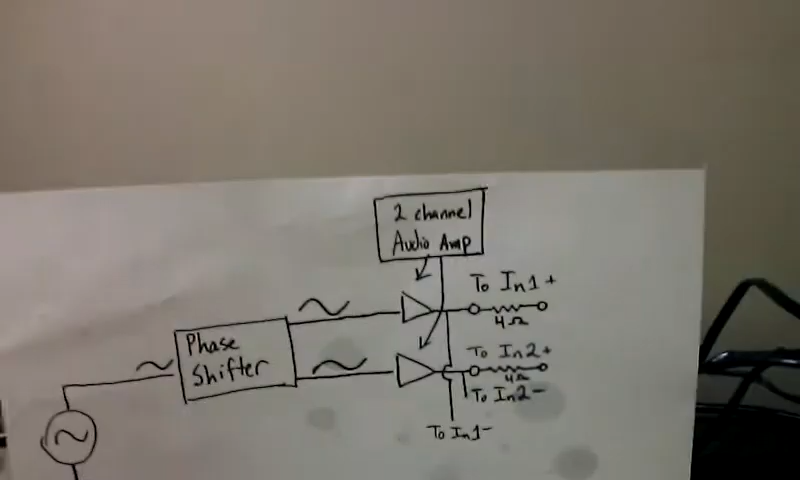 2 channel
Audio Amp
To In1+
4Ω
Phase
Shifter
To In2+
4Ω
To In2-
To In1-